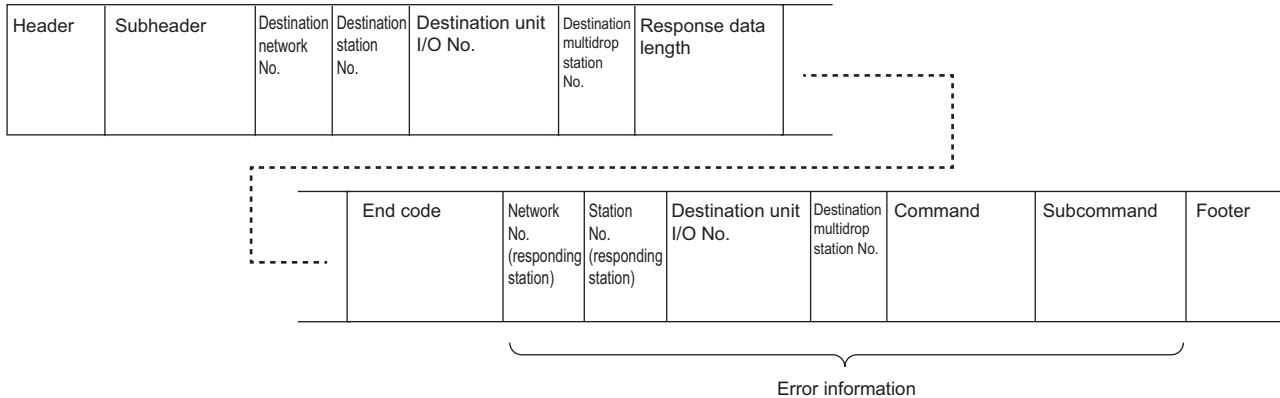 Header
Subheader
Destination
network
No.
Destination
station
No.
Destination unit
I/O No.
Destination
multidrop
station
No.
Response data
length
End code
Network
No.
(responding
station)
Station
No.
(responding
station)
Destination unit
I/O No.
Destination
multidrop
station No.
Command
Subcommand
Footer
Error information